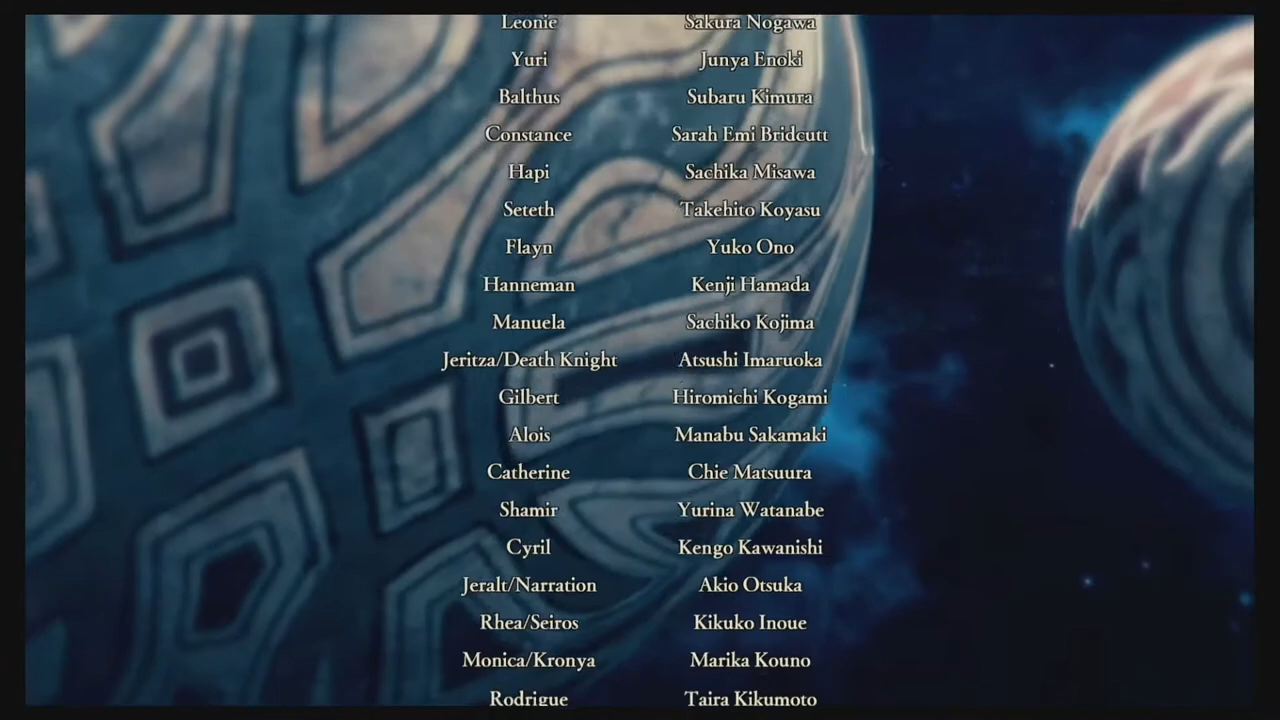 Leonie Sakura Nogawa
Yuri Junya Enoki
Balthus Subaru Kimura
Constance Sarah Emi Bridcutt
Hapi Sachika Misawa
Seteth Takehito Koyasu
Flayn Yuko Ono
Hanneman Kenji Hamada
Manuela Sachiko Kojima
Jeritza/Death Knight Atsushi Imaruoka
Gilbert Hiromichi Kogami
Alois Manabu Sakamaki
Catherine Chie Matsuura
Shamir Yurina Watanabe
Cyril Kengo Kawanishi
Jeralt/Narration Akio Otsuka
Rhea/Seiros Kikuko Inoue
Monica/Kronya Marika Kouno
Rodrigue Taira Kikumoto